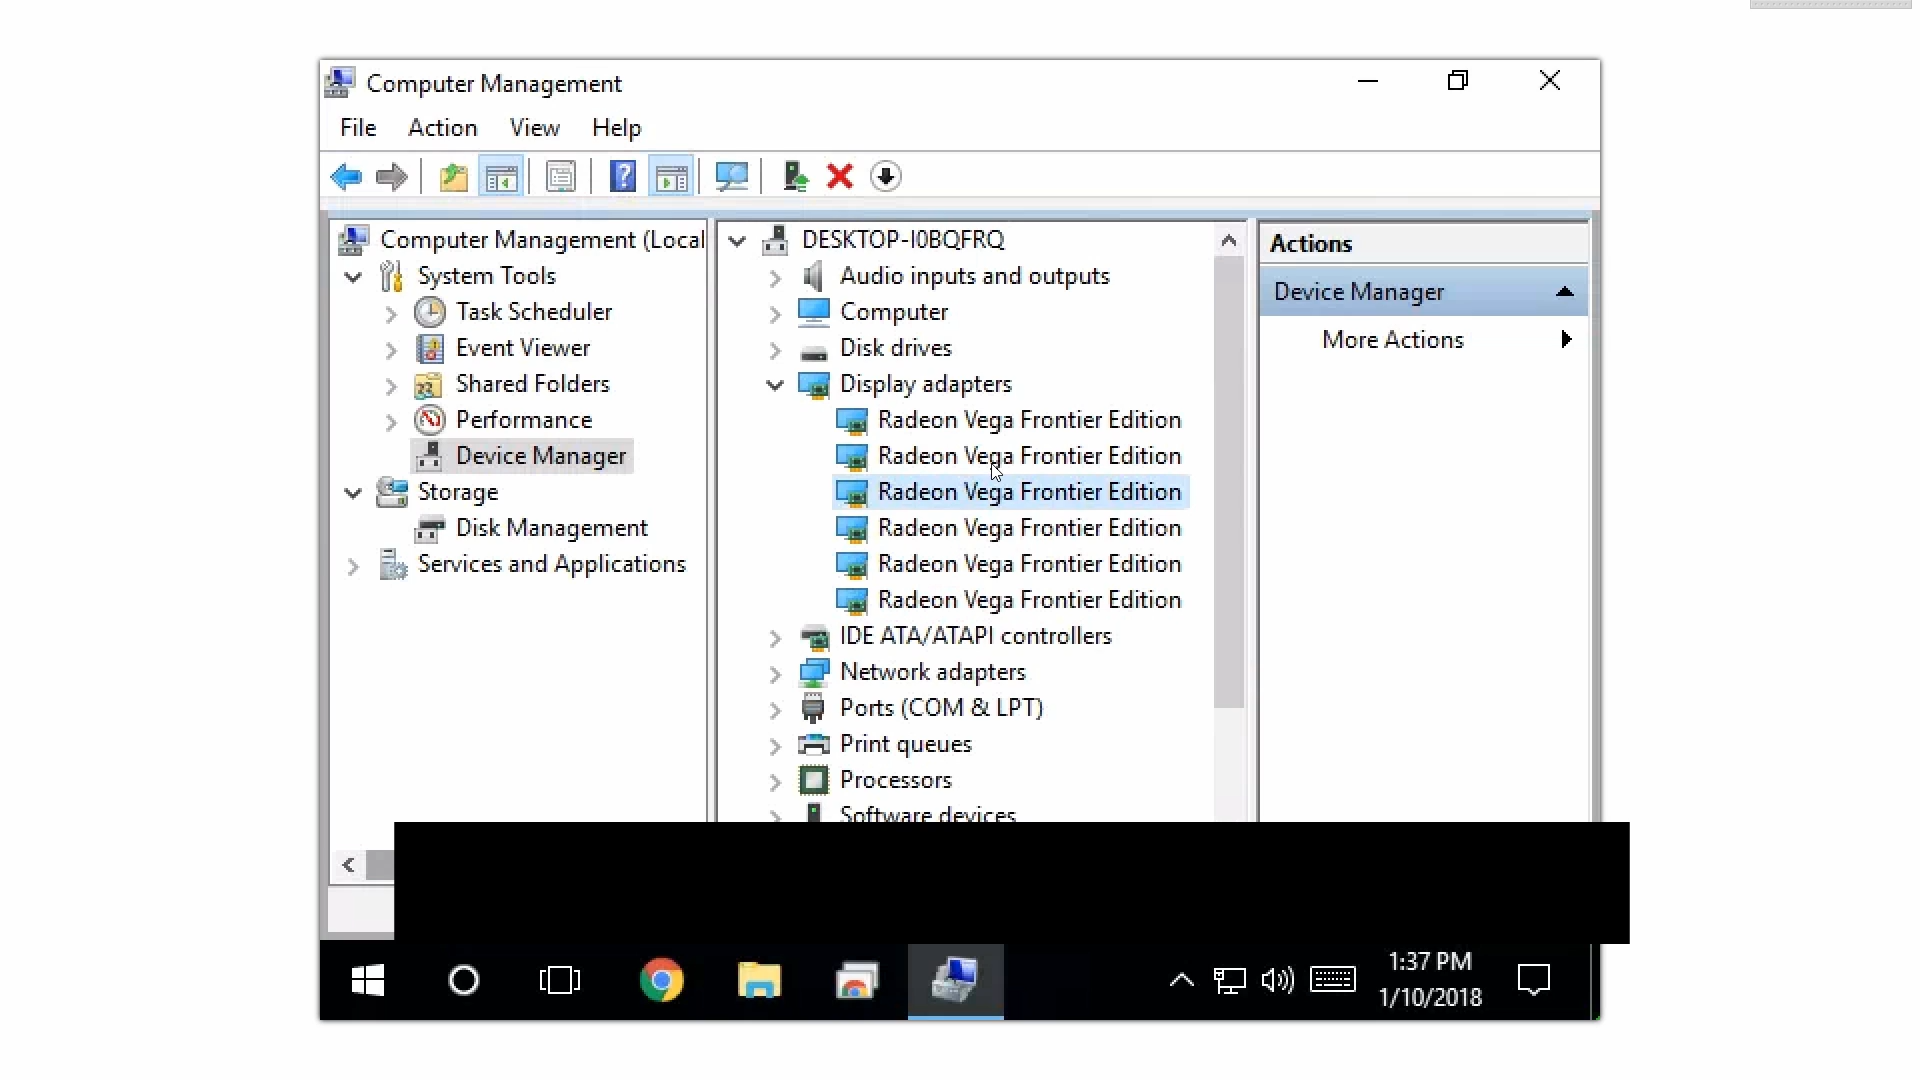 Computer Management
File Action View Help
Computer Management (Local
System Tools
Task Scheduler
Event Viewer
Shared Folders
Performance
Device Manager
Storage
Disk Management
Services and Applications
DESKTOP-I0BQFRQ
Audio inputs and outputs
Computer
Disk drives
Display adapters
Radeon Vega Frontier Edition
Radeon Vega Frontier Edition
Radeon Vega Frontier Edition
Radeon Vega Frontier Edition
Radeon Vega Frontier Edition
Radeon Vega Frontier Edition
IDE ATA/ATAPI controllers
Network adapters
Ports (COM & LPT)
Print queues
Processors
Software devices
Actions
Device Manager
More Actions
1:37 PM
1/10/2018